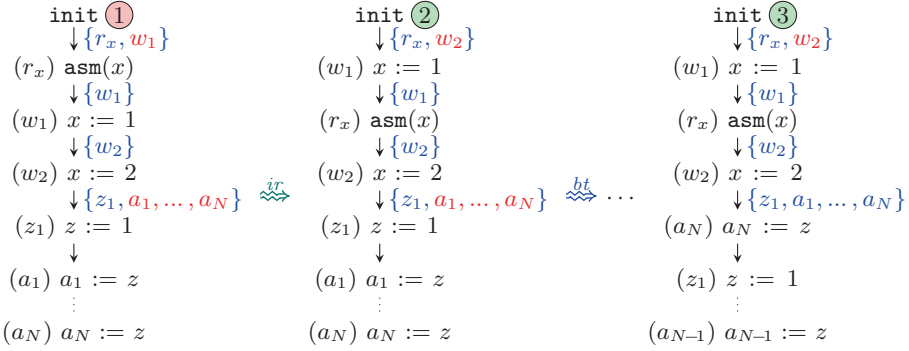 init 1 init 2 init 3
{r_x, w_1} {r_x, w_2} {r_x, w_2}
(r_x) asm(x) (w_1) x := 1 (w_1) x := 1
{w_1} {w_1} {w_1}
(w_1) x := 1 (r_x) asm(x) (r_x) asm(x)
{w_2} {w_2} {w_2}
(w_2) x := 2 (w_2) x := 2 (w_2) x := 2
{z_1, a_1, ..., a_N} ir {z_1, a_1, ..., a_N} bt ... {z_1, a_1, ..., a_N}
(z_1) z := 1 (z_1) z := 1 (a_N) a_N := z
(a_1) a_1 := z (a_1) a_1 := z (z_1) z := 1
⋮ ⋮ ⋮
(a_N) a_N := z (a_N) a_N := z (a_{N-1}) a_{N-1} := z